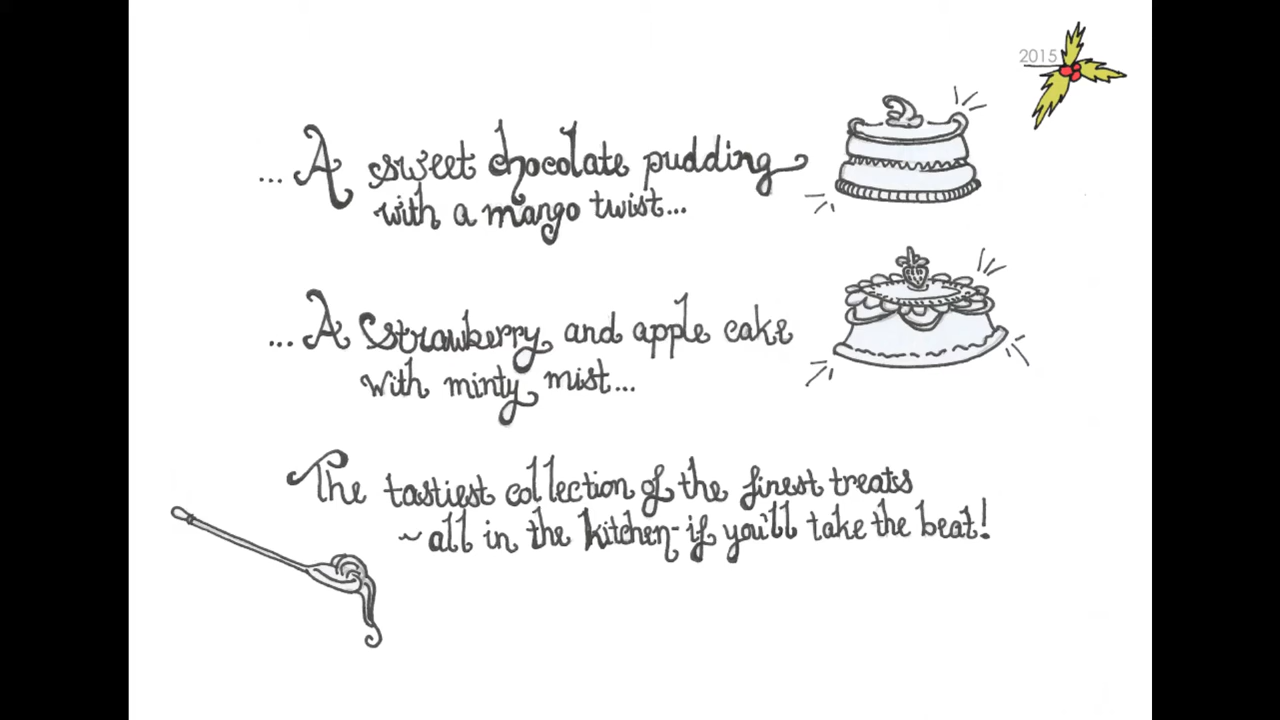 2015
...A sweet chocolate pudding
with a mango twist...
...A strawberry and apple cake
with minty mist...
The tastiest collection of the finest treats
~all in the kitchen-if you'll take the beat!